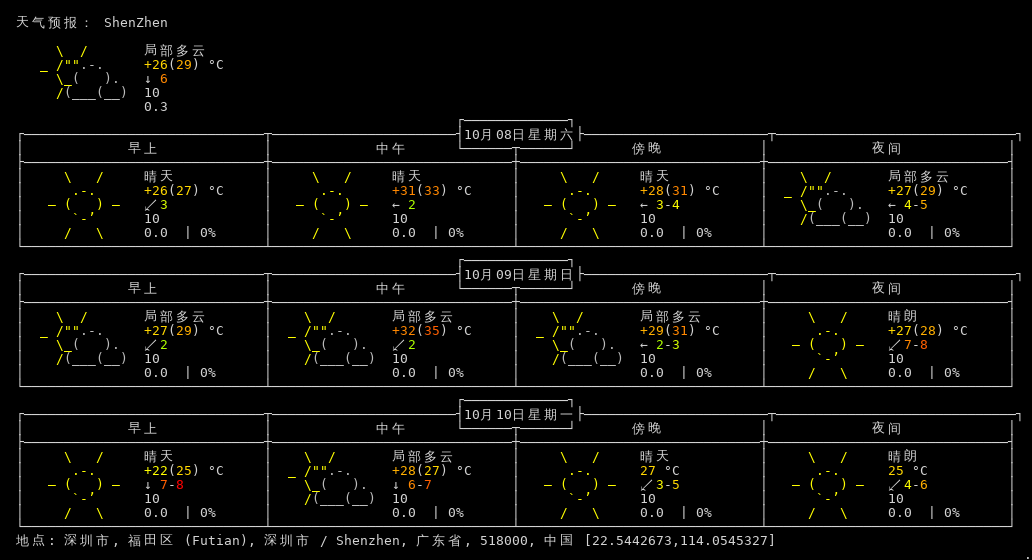 天气预报： ShenZhen
局部多云
+26(29) °C
↓ 6
10
0.3
10月08日星期六
早上 中午 傍晚 夜间
晴天 晴天 晴天 局部多云
+26(27) °C +31(33) °C +28(31) °C +27(29) °C
↙ 3 ← 2 ← 3-4 ← 4-5
10 10 10 10
0.0 | 0% 0.0 | 0% 0.0 | 0% 0.0 | 0%
10月09日星期日
早上 中午 傍晚 夜间
局部多云 局部多云 局部多云 晴朗
+27(29) °C +32(35) °C +29(31) °C +27(28) °C
↙ 2 ↙ 2 ← 2-3 ↙ 7-8
10 10 10 10
0.0 | 0% 0.0 | 0% 0.0 | 0% 0.0 | 0%
10月10日星期一
早上 中午 傍晚 夜间
晴天 局部多云 晴天 晴朗
+22(25) °C +28(27) °C 27 °C 25 °C
↓ 7-8 ↓ 6-7 ↙ 3-5 ↙ 4-6
10 10 10 10
0.0 | 0% 0.0 | 0% 0.0 | 0% 0.0 | 0%
地点: 深圳市, 福田区 (Futian), 深圳市 / Shenzhen, 广东省, 518000, 中国 [22.5442673,114.0545327]